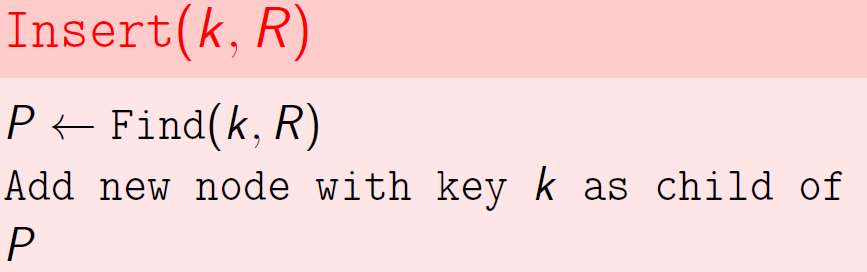 Insert(k, R)
P ← Find(k, R)
Add new node with key k as child of
P